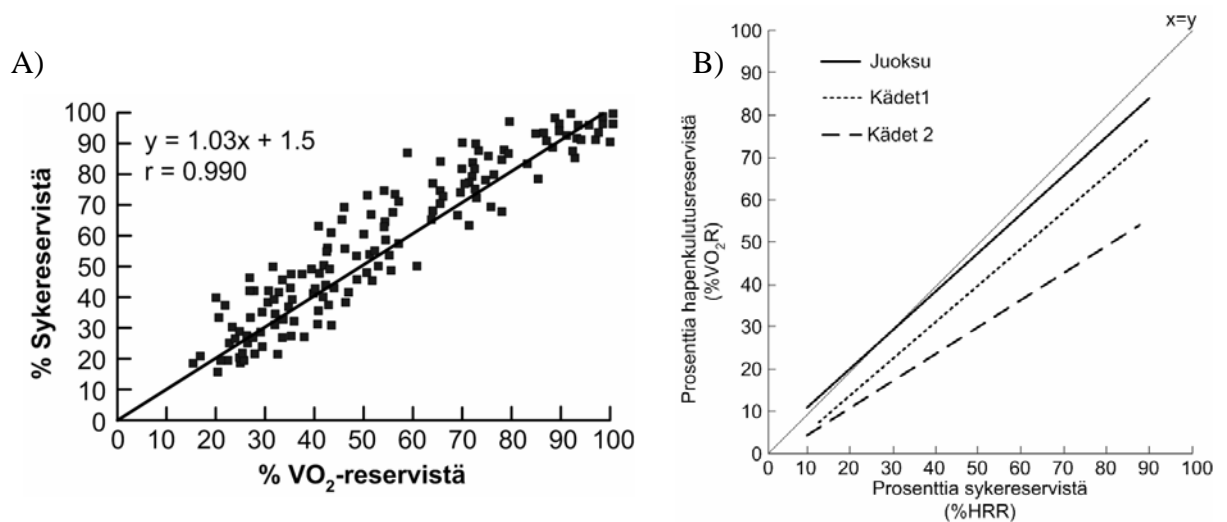 A)
y = 1.03x + 1.5
r = 0.990
% Sykereservistä
100
90
80
70
60
50
40
30
20
10
0
0 10 20 30 40 50 60 70 80 90 100
% VO₂-reservistä
B)
x=y
Juoksu
Kädet1
Kädet 2
Prosenttia hapenkulutusreservistä
(%VO₂R)
100
90
80
70
60
50
40
30
20
10
0
0 10 20 30 40 50 60 70 80 90 100
Prosenttia sykereservistä
(%HRR)